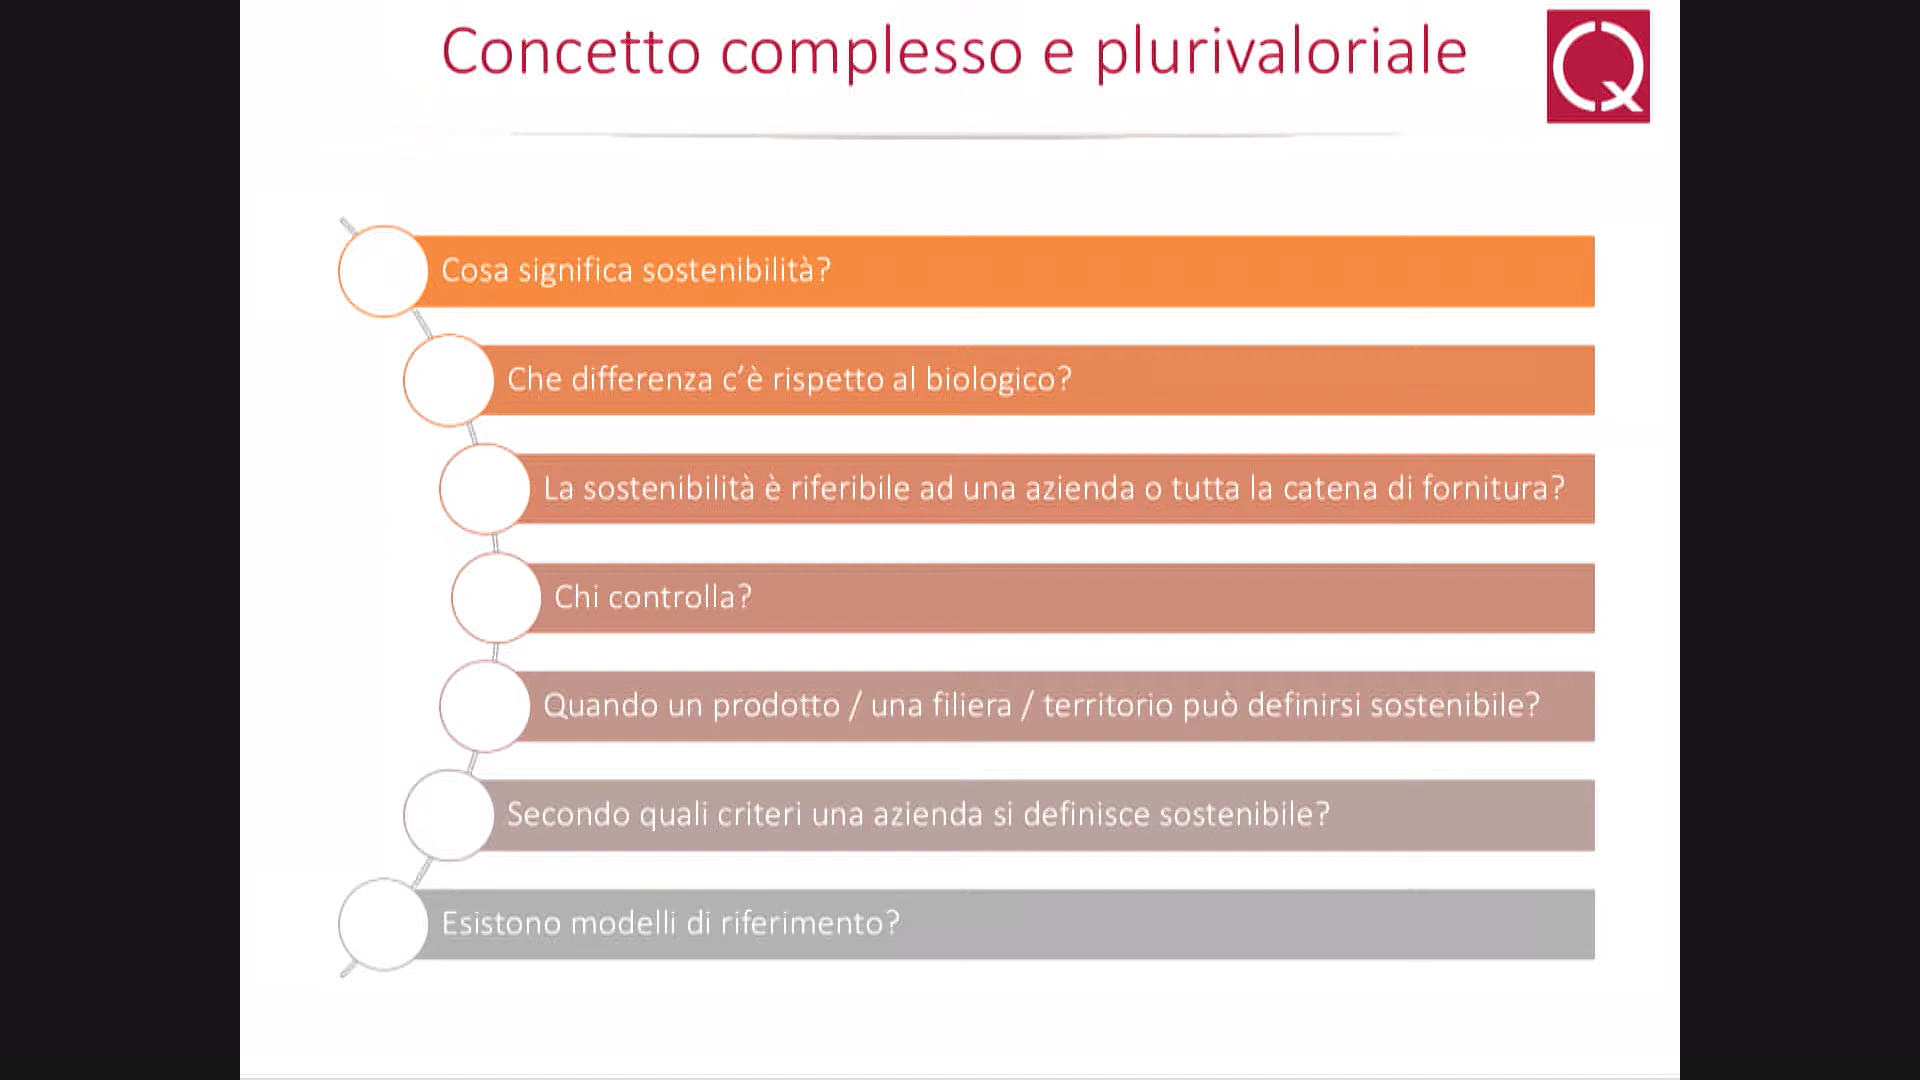 Concetto complesso e plurivaloriale
Cosa significa sostenibilità?
Che differenza c’è rispetto al biologico?
La sostenibilità è riferibile ad una azienda o tutta la catena di fornitura?
Chi controlla?
Quando un prodotto / una filiera / territorio può definirsi sostenibile?
Secondo quali criteri una azienda si definisce sostenibile?
Esistono modelli di riferimento?